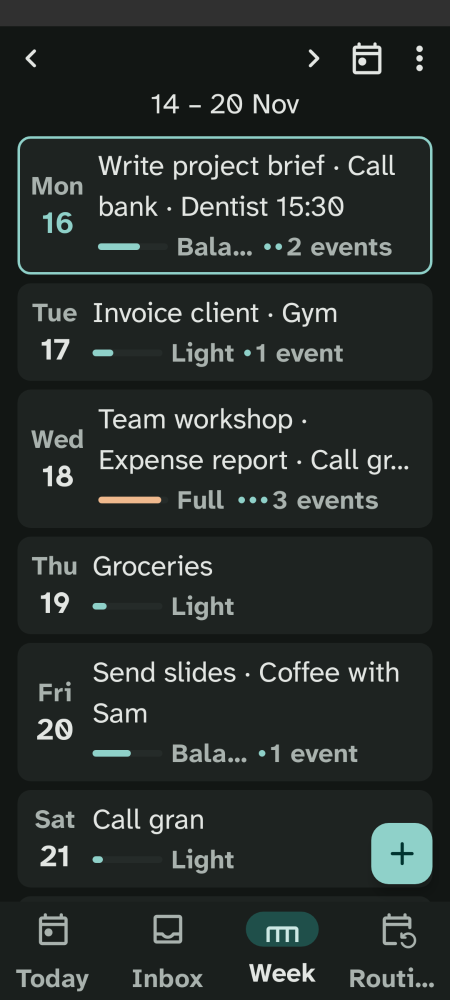 14 – 20 Nov
Mon
16
Write project brief · Call
bank · Dentist 15:30
Bala... ••2 events
Tue
17
Invoice client · Gym
Light •1 event
Wed
18
Team workshop ·
Expense report · Call gr...
Full •••3 events
Thu
19
Groceries
Light
Fri
20
Send slides · Coffee with
Sam
Bala... •1 event
Sat
21
Call gran
Light
Today
Inbox
Week
Routi...